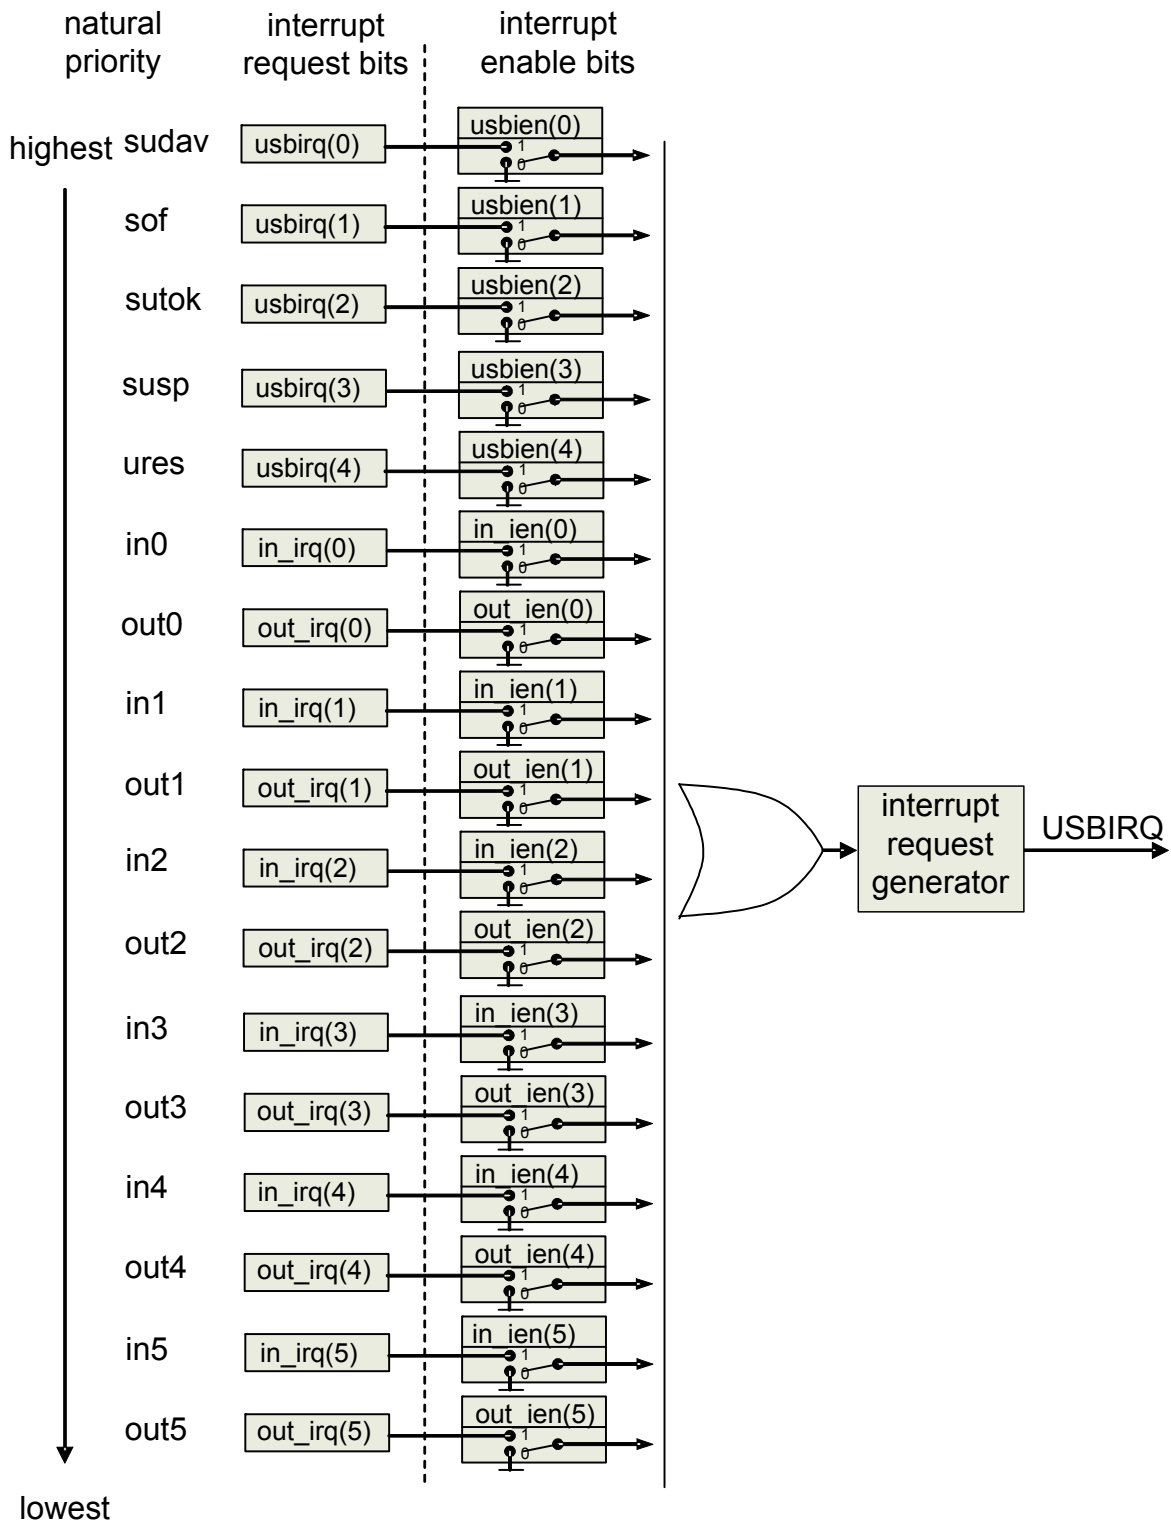 natural
priority
interrupt
request bits
interrupt
enable bits
highest
sudav
usbirq(0)
usbien(0)
1
0
sof
usbirq(1)
usbien(1)
1
0
sutok
usbirq(2)
usbien(2)
1
0
susp
usbirq(3)
usbien(3)
1
0
ures
usbirq(4)
usbien(4)
1
0
in0
in_irq(0)
in_ien(0)
1
0
out0
out_irq(0)
out_ien(0)
1
0
in1
in_irq(1)
in_ien(1)
1
0
out1
out_irq(1)
out_ien(1)
1
0
interrupt
request
generator
USBIRQ
in2
in_irq(2)
in_ien(2)
1
0
out2
out_irq(2)
out_ien(2)
1
0
in3
in_irq(3)
in_ien(3)
1
0
out3
out_irq(3)
out_ien(3)
1
0
in4
in_irq(4)
in_ien(4)
1
0
out4
out_irq(4)
out_ien(4)
1
0
in5
in_irq(5)
in_ien(5)
1
0
out5
out_irq(5)
out_ien(5)
1
0
lowest